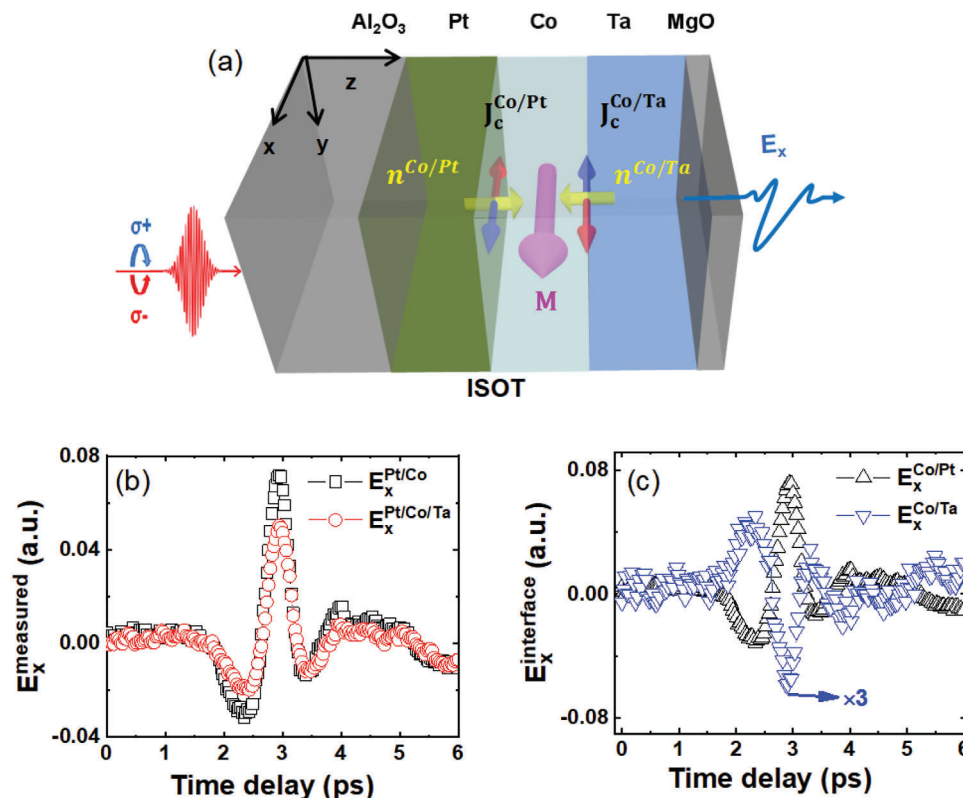 Al₂O₃ Pt Co Ta MgO
(a)
z
x
y
J_c^Co/Pt
J_c^Co/Ta
n^Co/Pt
n^Co/Ta
E_x
σ+
σ-
M
ISOT
(b)
E_x^Pt/Co
E_x^Pt/Co/Ta
E_x^measured (a.u.)
0.08
0.04
0.00
-0.04
0 1 2 3 4 5 6
Time delay (ps)
(c)
E_x^Co/Pt
E_x^Co/Ta
×3
E_x^interface (a.u.)
0.08
0.00
-0.08
0 1 2 3 4 5 6
Time delay (ps)